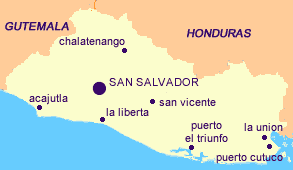 GUTEMALA
HONDURAS
chalatenango
SAN SALVADOR
acajutla
san vicente
la liberta
puerto
el triunfo
la union
puerto cutuco